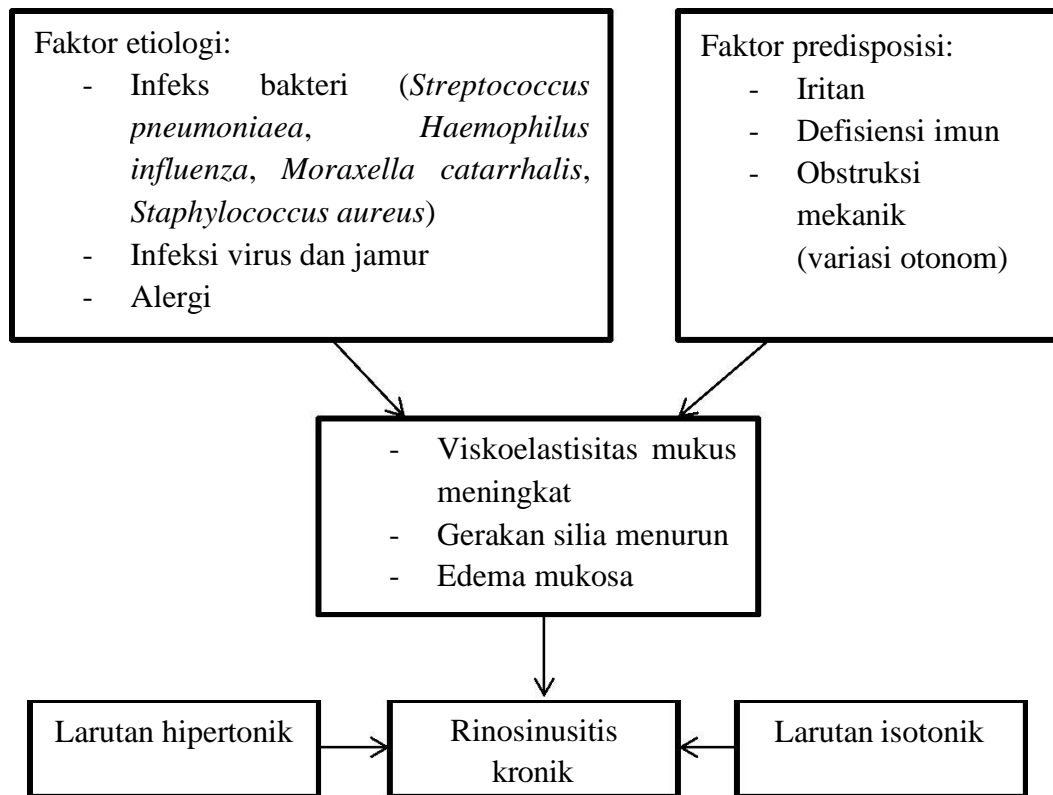 Faktor etiologi:
- Infeks bakteri (Streptococcus
pneumoniaea, Haemophilus
influenza, Moraxella catarrhalis,
Staphylococcus aureus)
- Infeksi virus dan jamur
- Alergi
Faktor predisposisi:
- Iritan
- Defisiensi imun
- Obstruksi
mekanik
(variasi otonom)
- Viskoelastisitas mukus
meningkat
- Gerakan silia menurun
- Edema mukosa
Larutan hipertonik
Rinosinusitis
kronik
Larutan isotonik